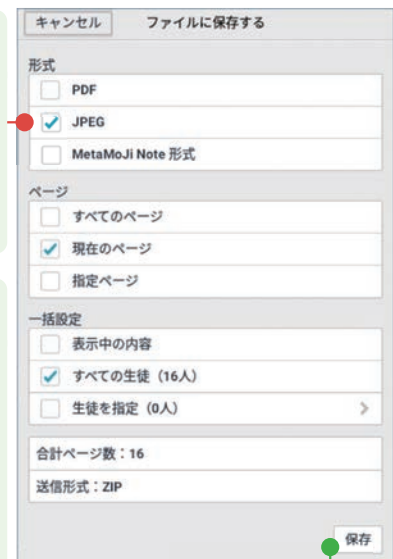 キャンセル ファイルに保存する
形式
PDF
JPEG
MetaMoJi Note 形式
ページ
すべてのページ
現在のページ
指定ページ
一括設定
表示中の内容
すべての生徒（16人）
生徒を指定（0人）
合計ページ数：16
送信形式：ZIP
保存